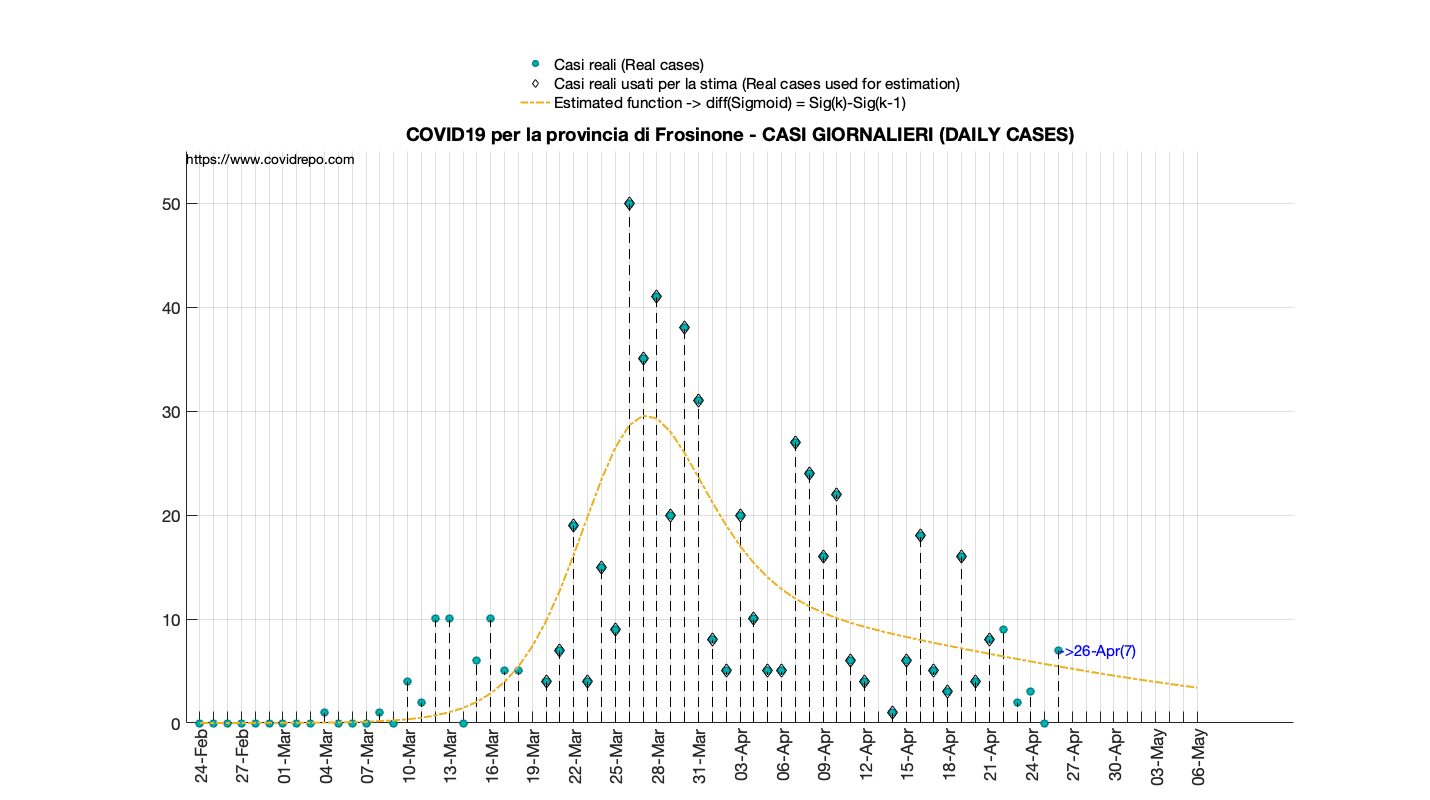 Casi reali (Real cases)
Casi reali usati per la stima (Real cases used for estimation)
Estimated function -> diff(Sigmoid) = Sig(k)-Sig(k-1)
COVID19 per la provincia di Frosinone - CASI GIORNALIERI (DAILY CASES)
https://www.covidrepo.com
50
40
30
20
10
0
->26-Apr(7)
24-Feb
27-Feb
01-Mar
04-Mar
07-Mar
10-Mar
13-Mar
16-Mar
19-Mar
22-Mar
25-Mar
28-Mar
31-Mar
03-Apr
06-Apr
09-Apr
12-Apr
15-Apr
18-Apr
21-Apr
24-Apr
27-Apr
30-Apr
03-May
06-May